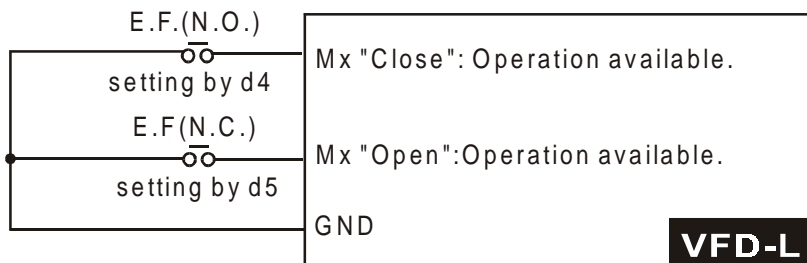 E.F.(N.O.)
Mx "Close": Operation available.
setting by d4
E.F(N.C.)
Mx "Open":Operation available.
setting by d5
GND
VFD-L